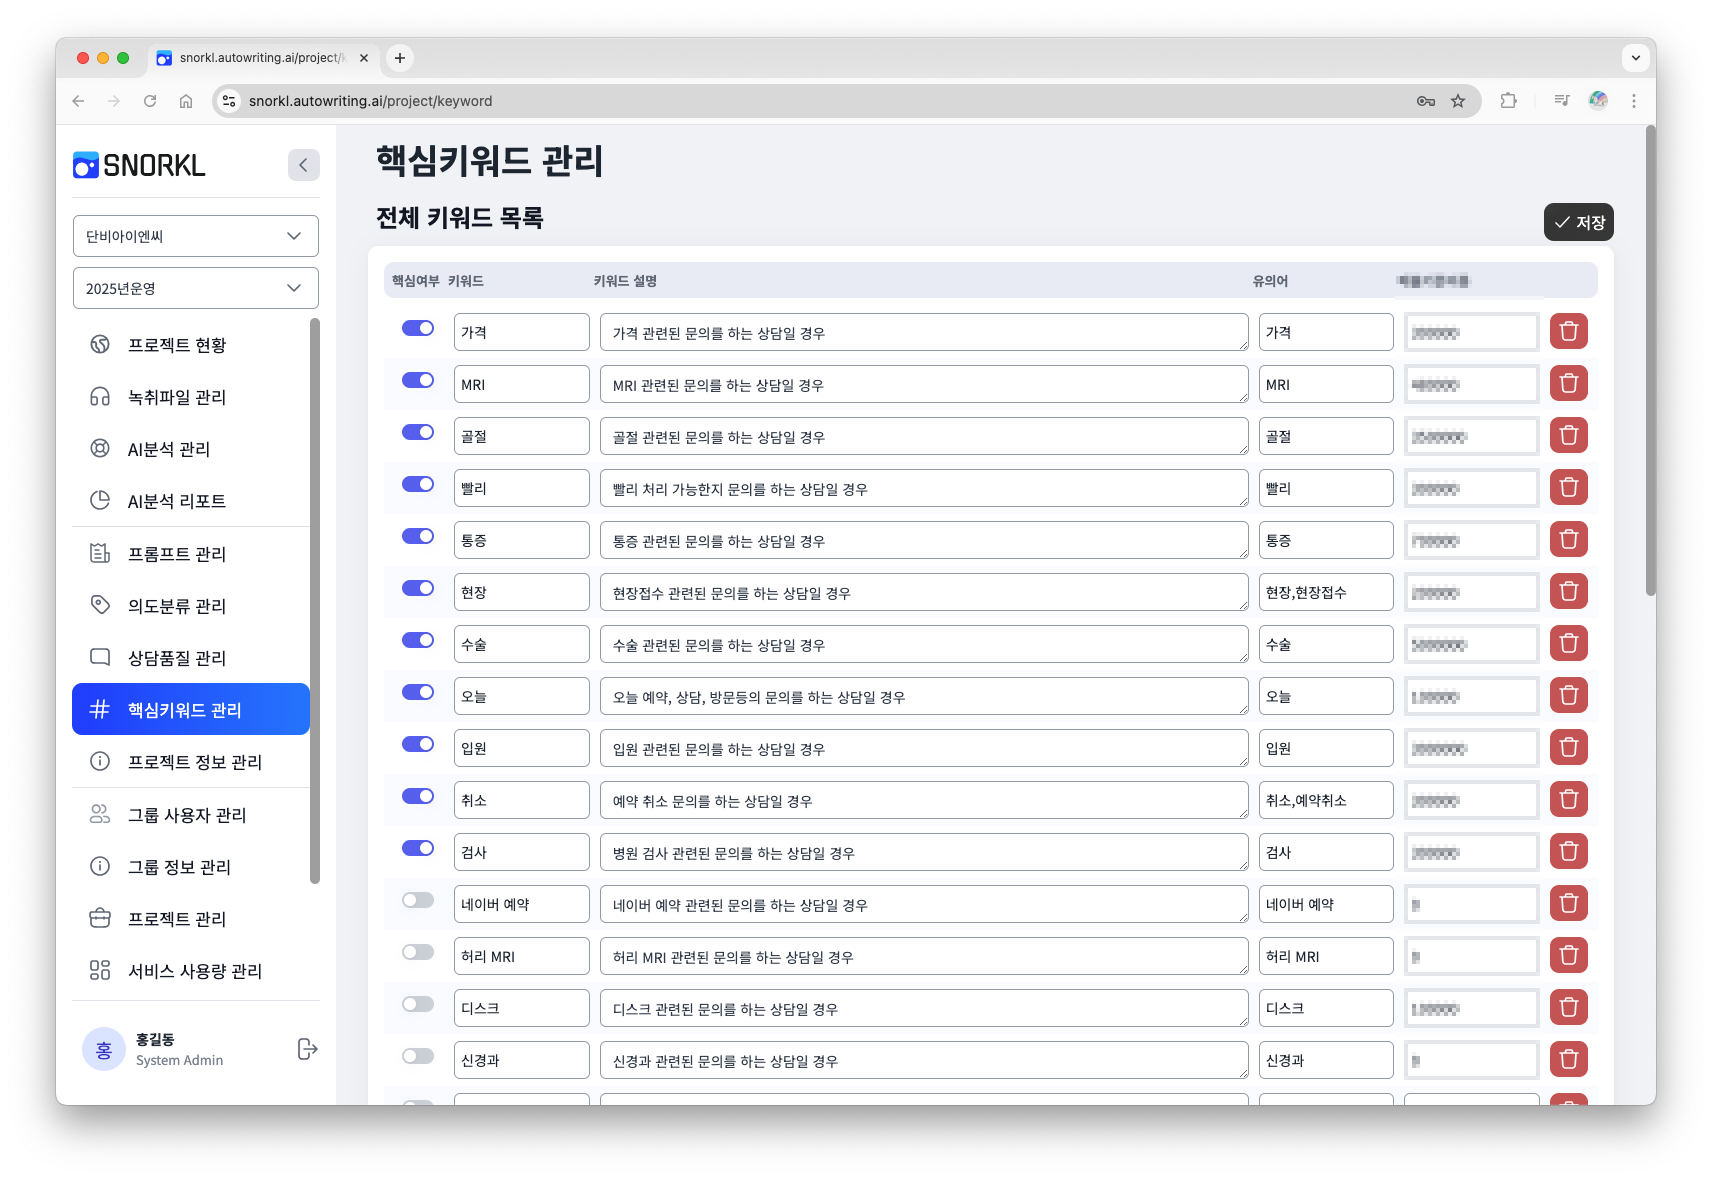 snorkl.autowriting.ai/project/k
snorkl.autowriting.ai/project/keyword
SNORKL
단비아이엔씨
2025년운영
프로젝트 현황
녹취파일 관리
AI분석 관리
AI분석 리포트
프롬프트 관리
의도분류 관리
상담품질 관리
핵심키워드 관리
프로젝트 정보 관리
그룹 사용자 관리
그룹 정보 관리
프로젝트 관리
서비스 사용량 관리
홍
홍길동
System Admin
핵심키워드 관리
전체 키워드 목록
저장
핵심여부 키워드 키워드 설명 유의어
가격 가격 관련된 문의를 하는 상담일 경우 가격
MRI MRI 관련된 문의를 하는 상담일 경우 MRI
골절 골절 관련된 문의를 하는 상담일 경우 골절
빨리 빨리 처리 가능한지 문의를 하는 상담일 경우 빨리
통증 통증 관련된 문의를 하는 상담일 경우 통증
현장 현장접수 관련된 문의를 하는 상담일 경우 현장,현장접수
수술 수술 관련된 문의를 하는 상담일 경우 수술
오늘 오늘 예약, 상담, 방문등의 문의를 하는 상담일 경우 오늘
입원 입원 관련된 문의를 하는 상담일 경우 입원
취소 예약 취소 문의를 하는 상담일 경우 취소,예약취소
검사 병원 검사 관련된 문의를 하는 상담일 경우 검사
네이버 예약 네이버 예약 관련된 문의를 하는 상담일 경우 네이버 예약
허리 MRI 허리 MRI 관련된 문의를 하는 상담일 경우 허리 MRI
디스크 디스크 관련된 문의를 하는 상담일 경우 디스크
신경과 신경과 관련된 문의를 하는 상담일 경우 신경과